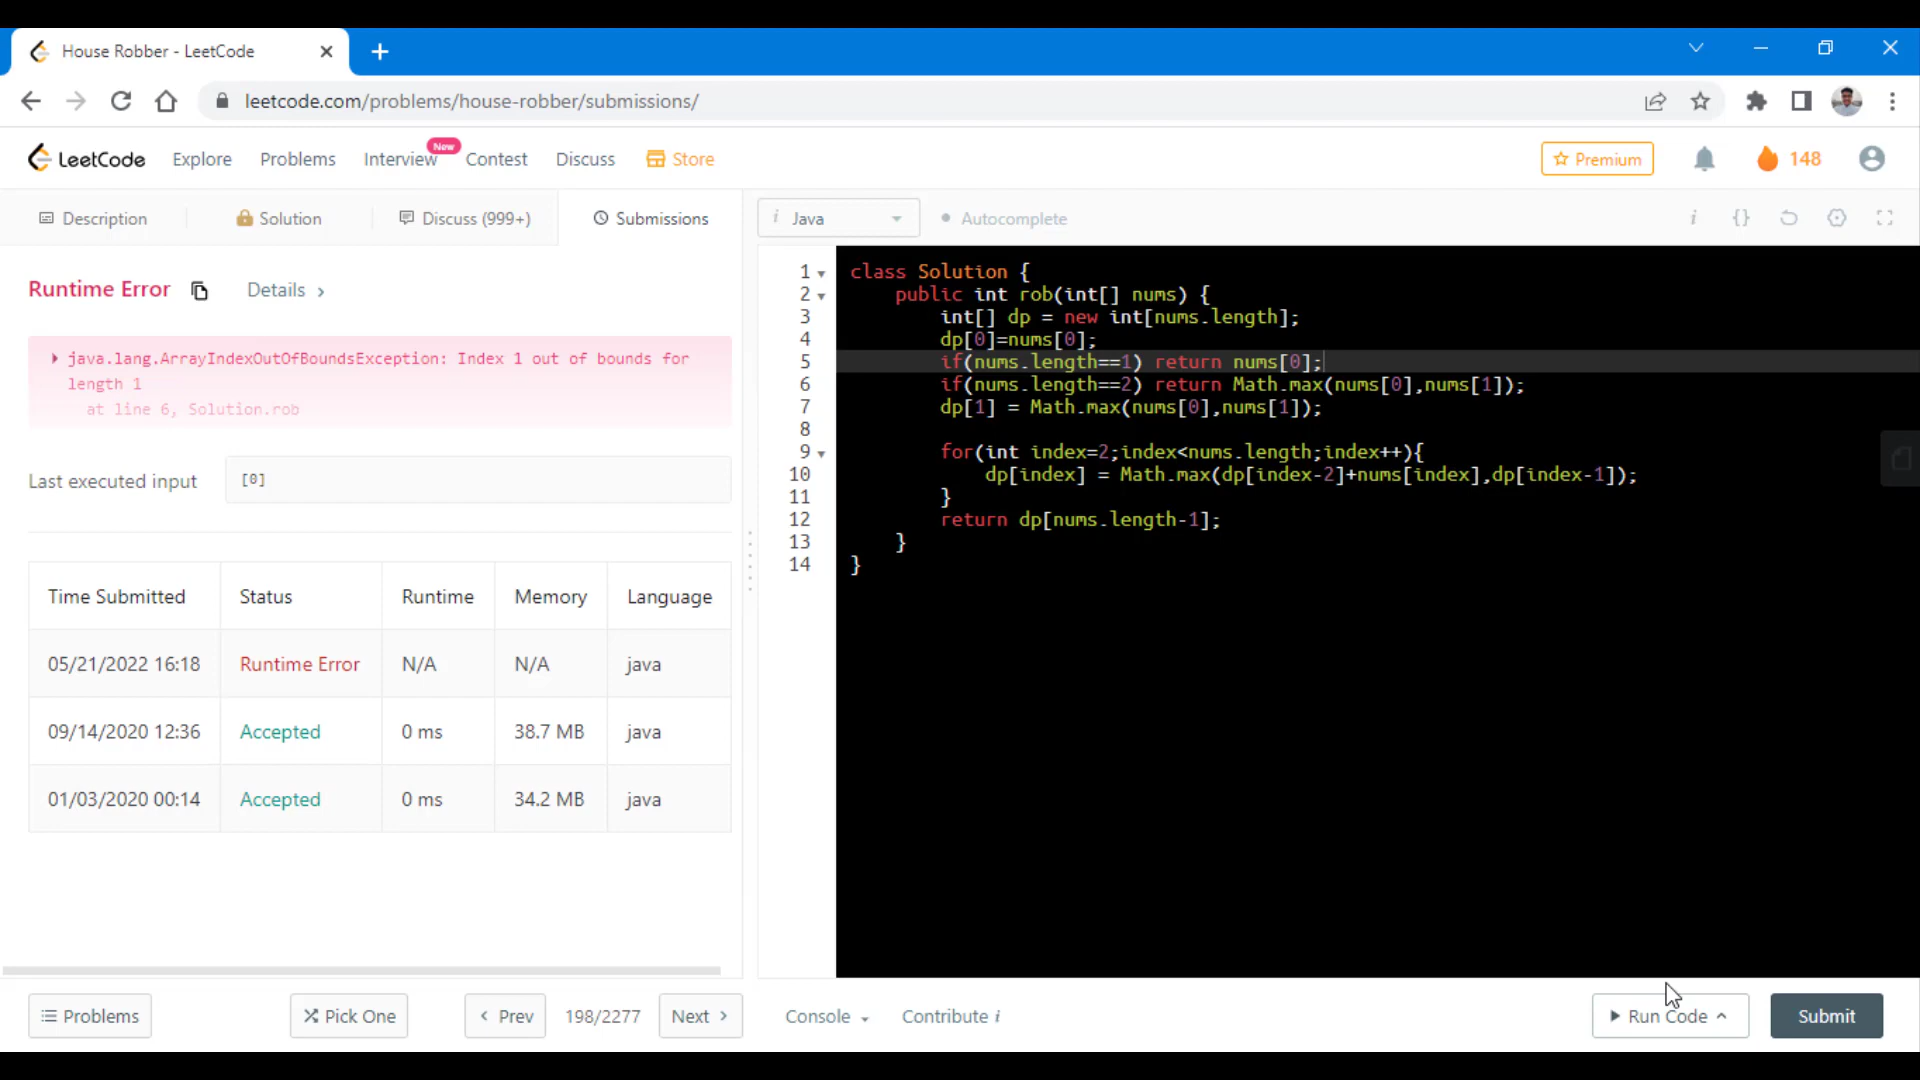 House Robber - LeetCode
leetcode.com/problems/house-robber/submissions/
LeetCode Explore Problems Interview New Contest Discuss Store Premium 148
Description Solution Discuss (999+) Submissions
i Java Autocomplete i {}
Runtime Error Details
java.lang.ArrayIndexOutOfBoundsException: Index 1 out of bounds for
length 1
at line 6, Solution.rob
Last executed input [0]
Time Submitted Status Runtime Memory Language
05/21/2022 16:18 Runtime Error N/A N/A java
09/14/2020 12:36 Accepted 0 ms 38.7 MB java
01/03/2020 00:14 Accepted 0 ms 34.2 MB java
1 class Solution {
2 public int rob(int[] nums) {
3 int[] dp = new int[nums.length];
4 dp[0]=nums[0];
5 if(nums.length==1) return nums[0];
6 if(nums.length==2) return Math.max(nums[0],nums[1]);
7 dp[1] = Math.max(nums[0],nums[1]);
8
9 for(int index=2;index<nums.length;index++){
10 dp[index] = Math.max(dp[index-2]+nums[index],dp[index-1]);
11 }
12 return dp[nums.length-1];
13 }
14 }
Problems Pick One Prev 198/2277 Next Console Contribute i Run Code Submit